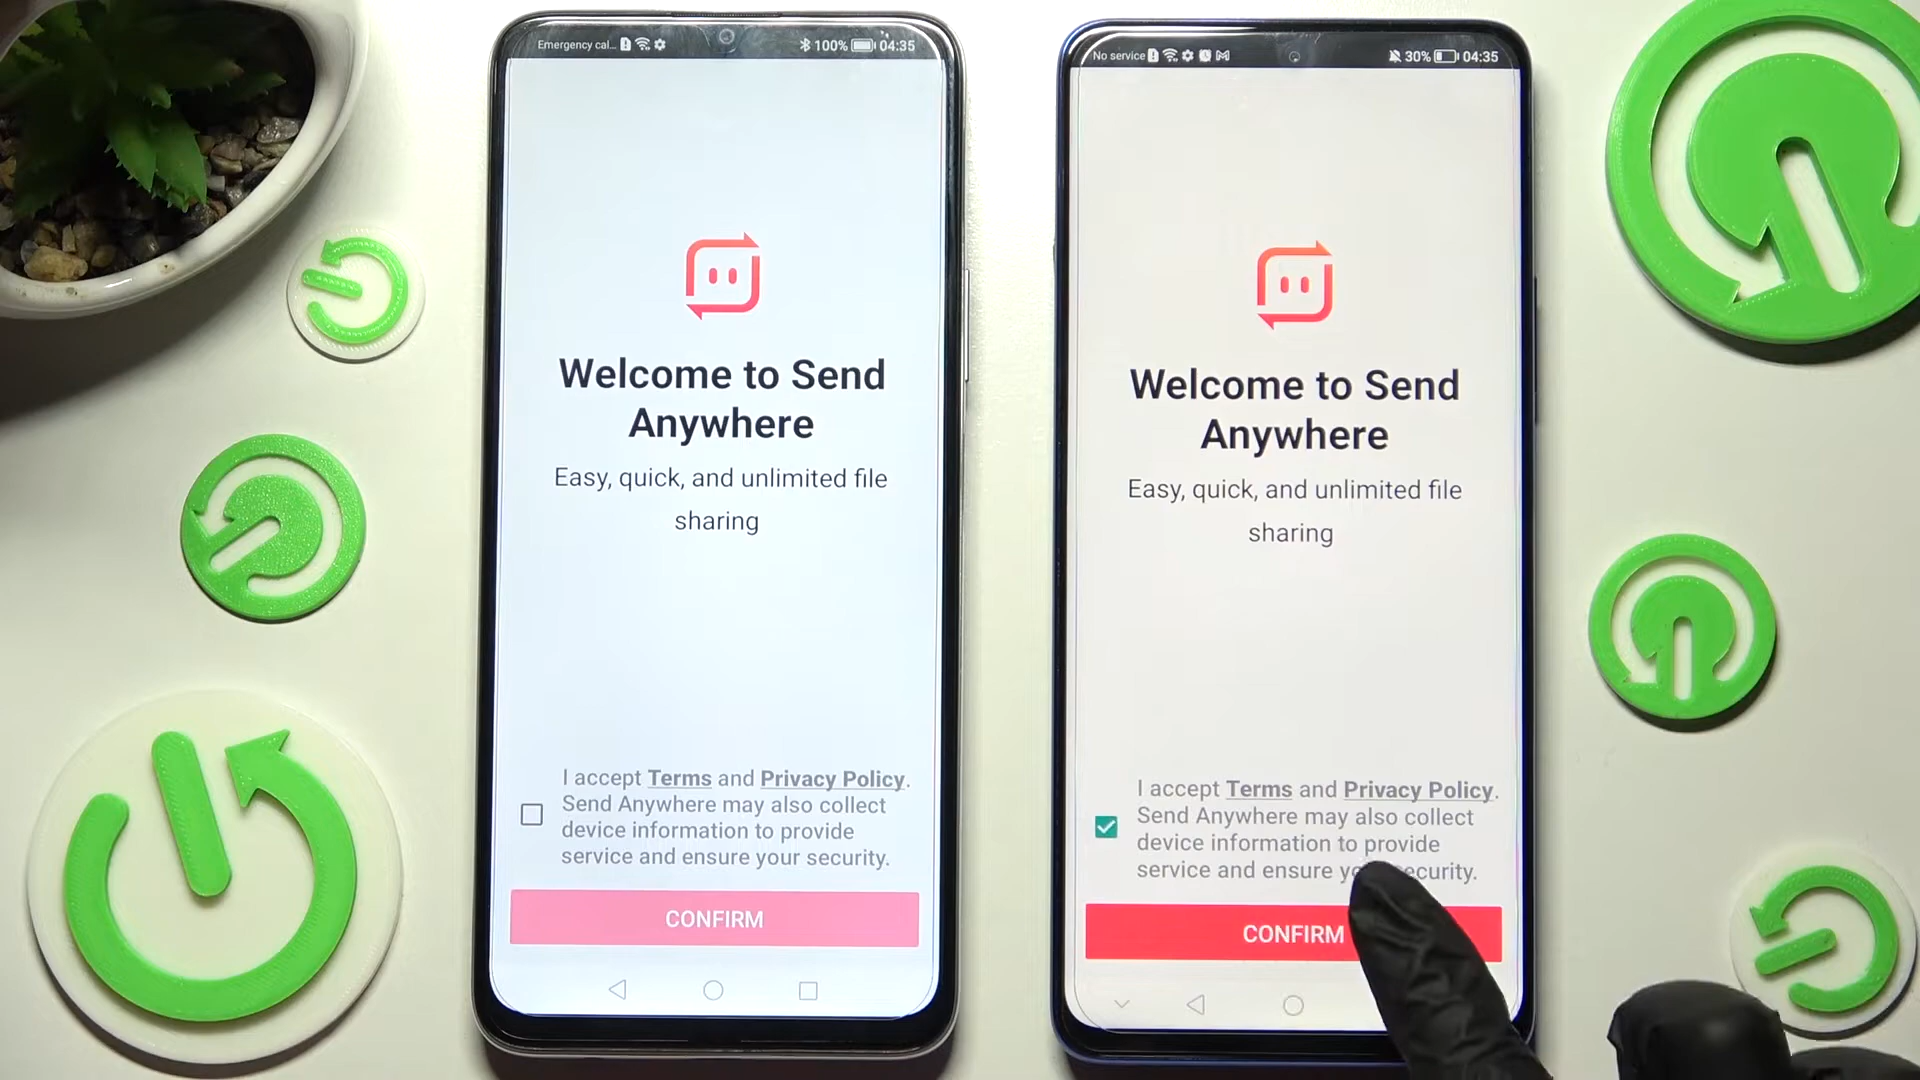 Emergency cal... 100% 04:35
Welcome to Send
Anywhere
Easy, quick, and unlimited file
sharing
I accept Terms and Privacy Policy.
Send Anywhere may also collect
device information to provide
service and ensure your security.
CONFIRM
No service 30% 04:35
Welcome to Send
Anywhere
Easy, quick, and unlimited file
sharing
I accept Terms and Privacy Policy.
Send Anywhere may also collect
device information to provide
service and ensure security.
CONFIRM